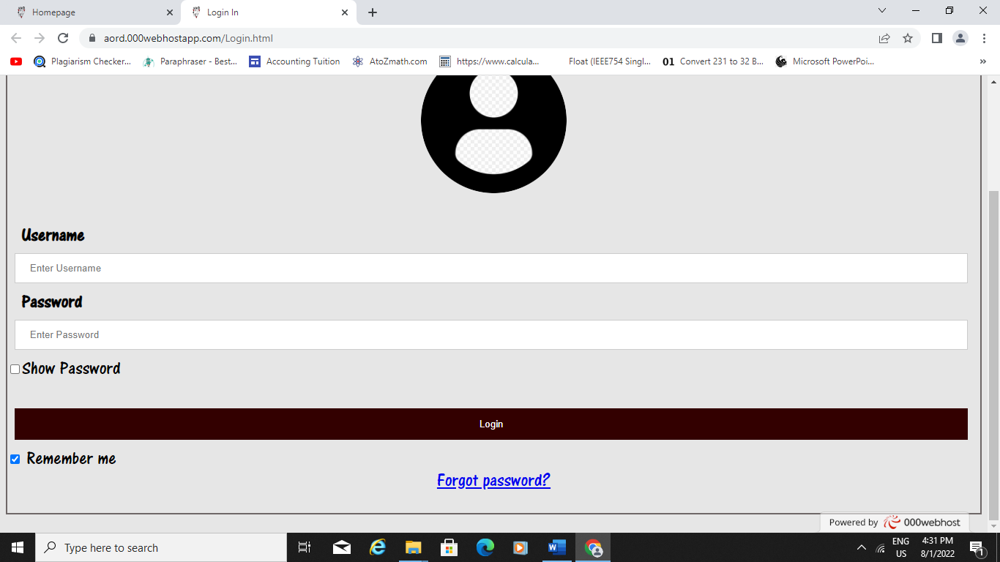 Homepage
Login In
aord.000webhostapp.com/Login.html
Plagiarism Checker...
Paraphraser - Best...
Accounting Tuition
AtoZmath.com
https://www.calcula...
Float (IEEE754 Singl...
01 Convert 231 to 32 B...
Microsoft PowerPoi...
»
Username
Enter Username
Password
Enter Password
Show Password
Login
Remember me
Forgot password?
Powered by 000webhost
Type here to search
ENG
US
4:31 PM
8/1/2022
1